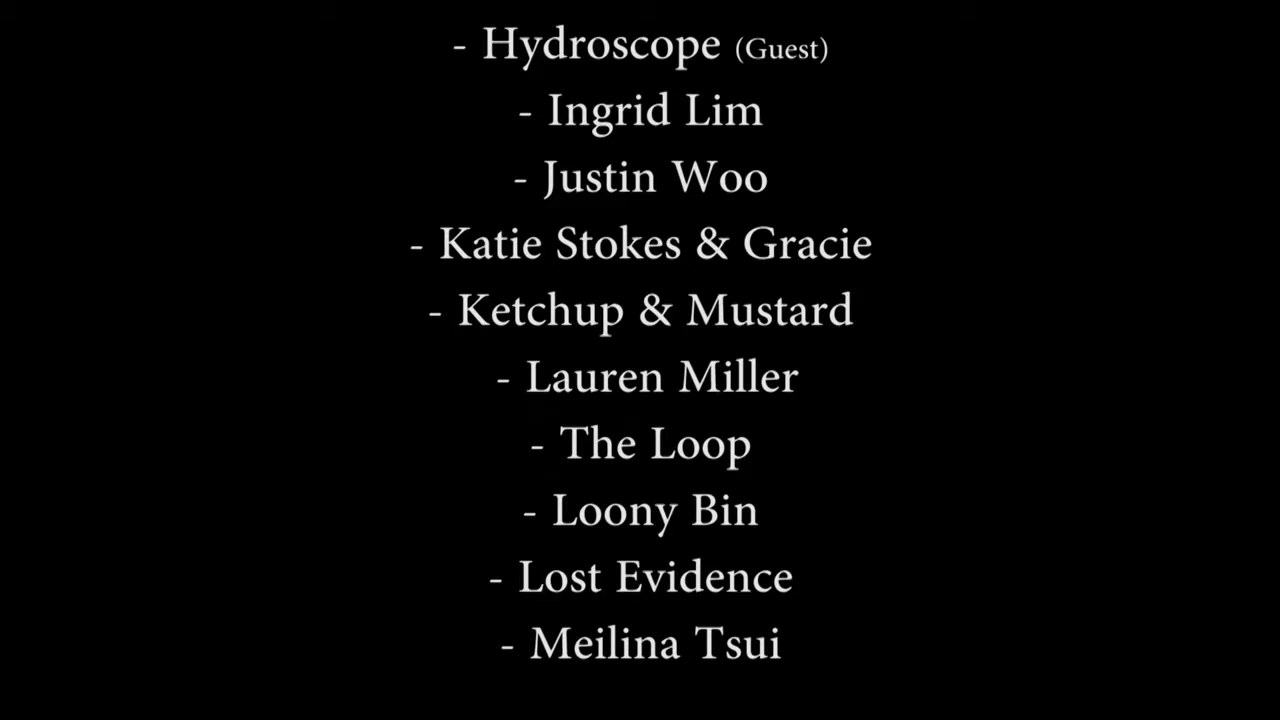 - Hydroscope (Guest)
- Ingrid Lim
- Justin Woo
- Katie Stokes & Gracie
- Ketchup & Mustard
- Lauren Miller
- The Loop
- Loony Bin
- Lost Evidence
- Meilina Tsui